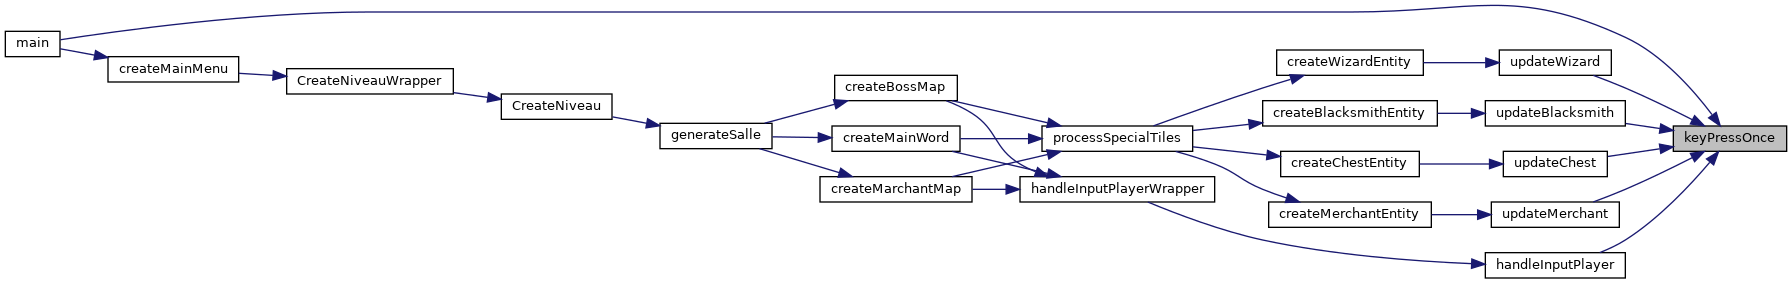 main
createMainMenu
CreateNiveauWrapper
CreateNiveau
generateSalle
createBossMap
createMainWord
createMarchantMap
processSpecialTiles
handleInputPlayerWrapper
createWizardEntity
createBlacksmithEntity
createChestEntity
createMerchantEntity
updateWizard
updateBlacksmith
updateChest
updateMerchant
handleInputPlayer
keyPressOnce